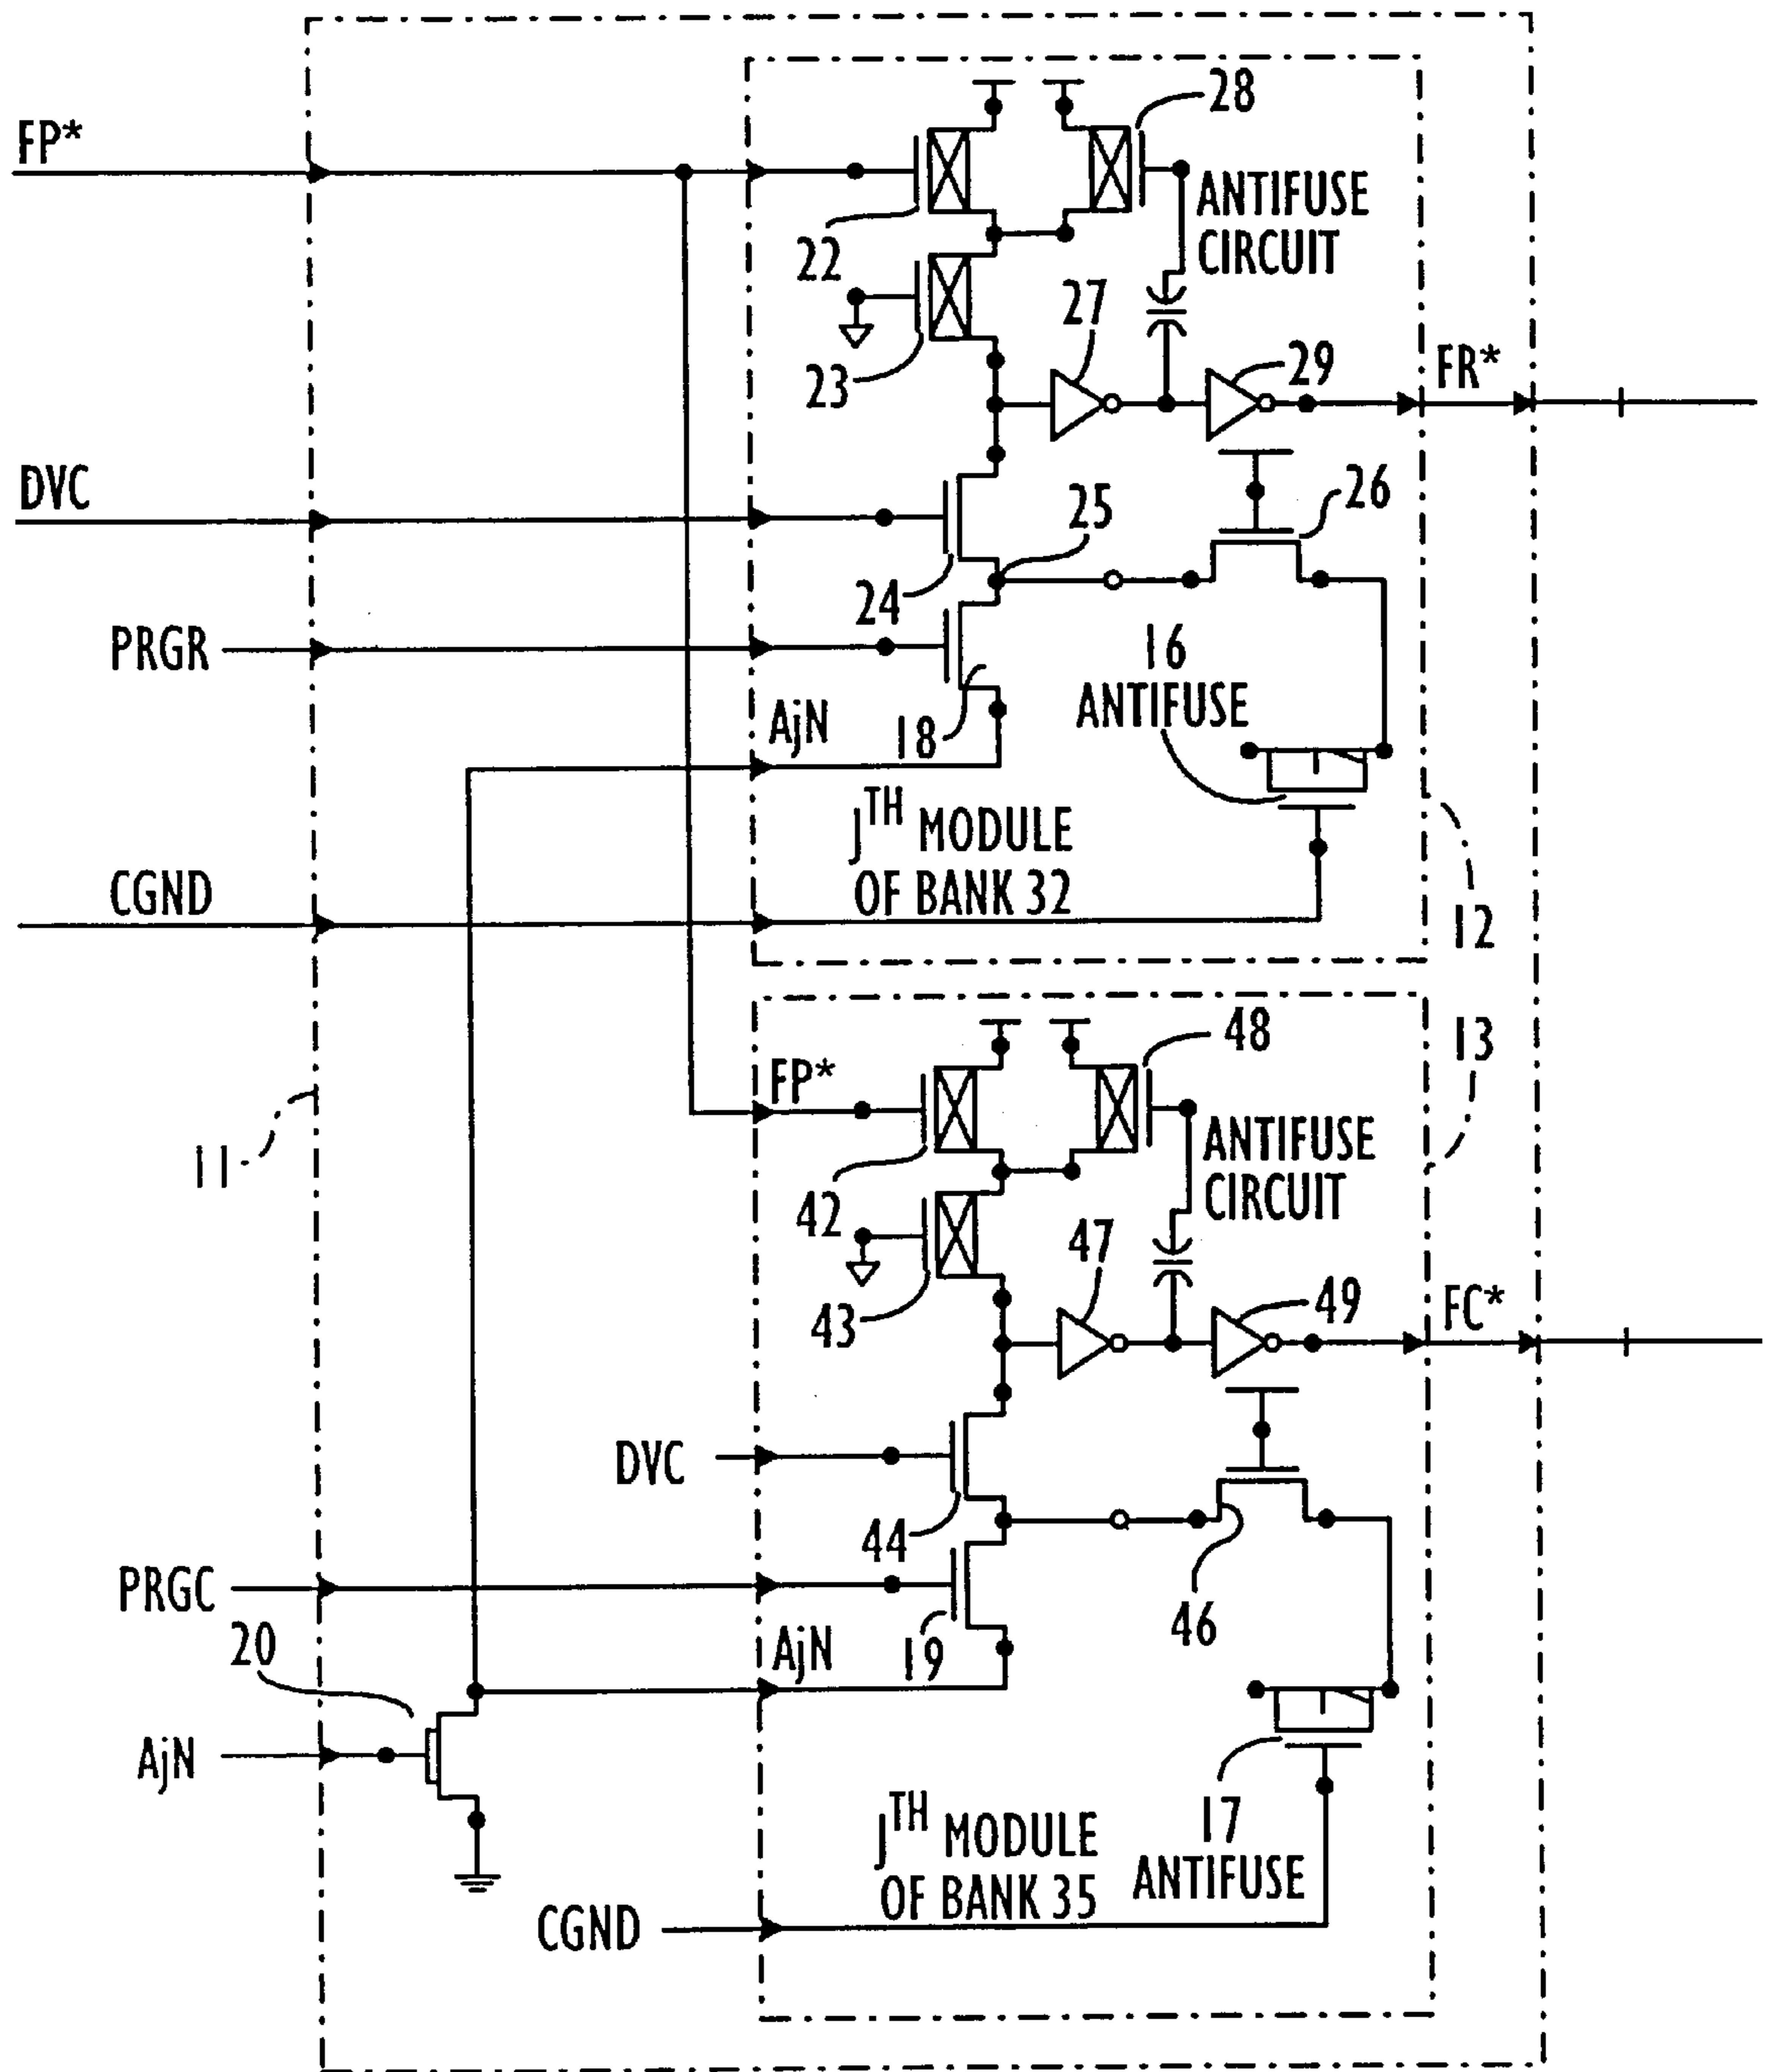 28
FP*
ANTIFUSE
CIRCUIT
22
27
23
29
FR*
DVC
25
26
24
PRGR
16
ANTIFUSE
AjN
18
JTH MODULE
OF BANK 32
CGND
12
48
13
FP*
ANTIFUSE
CIRCUIT
11
42
47
43
49
FC*
DVC
44
PRGC
46
20
AjN
19
AjN
17
ANTIFUSE
JTH MODULE
OF BANK 35
CGND